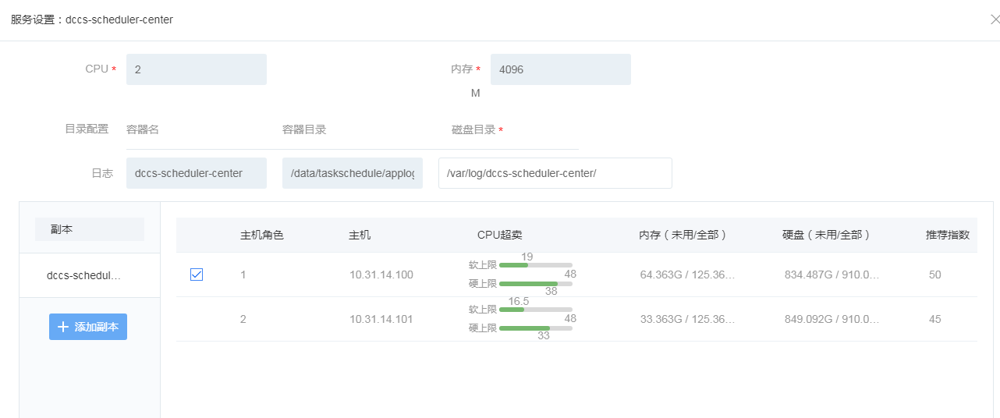 服务设置：dccs-scheduler-center
CPU * 2 内存 * 4096
M
目录配置 容器名 容器目录 磁盘目录 *
日志 dccs-scheduler-center /data/taskschedule/applog /var/log/dccs-scheduler-center/
副本
dccs-schedul...
添加副本
主机角色 主机 CPU超卖 内存（未用/全部） 硬盘（未用/全部） 推荐指数
1 10.31.14.100 软上限 19 48 硬上限 38 64.363G / 125.36... 834.487G / 910.0... 50
2 10.31.14.101 软上限 16.5 48 硬上限 33 33.363G / 125.36... 849.092G / 910.0... 45